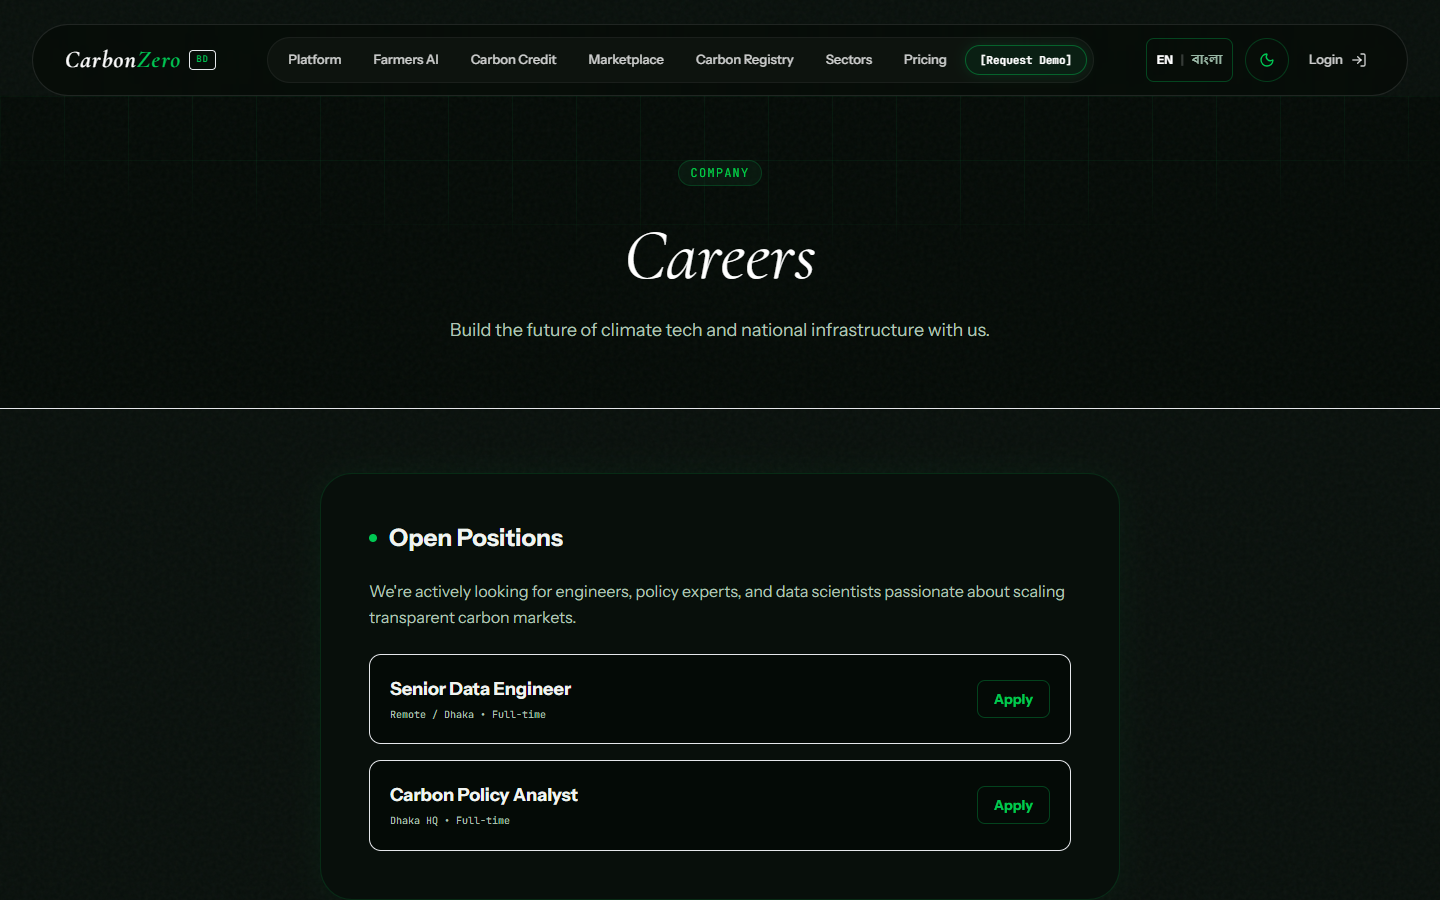 CarbonZero BD
Platform Farmers AI Carbon Credit Marketplace Carbon Registry Sectors Pricing [Request Demo] EN | বাংলা Login
COMPANY
Careers
Build the future of climate tech and national infrastructure with us.
Open Positions
We're actively looking for engineers, policy experts, and data scientists passionate about scaling
transparent carbon markets.
Senior Data Engineer
Remote / Dhaka • Full-time
Apply
Carbon Policy Analyst
Dhaka HQ • Full-time
Apply